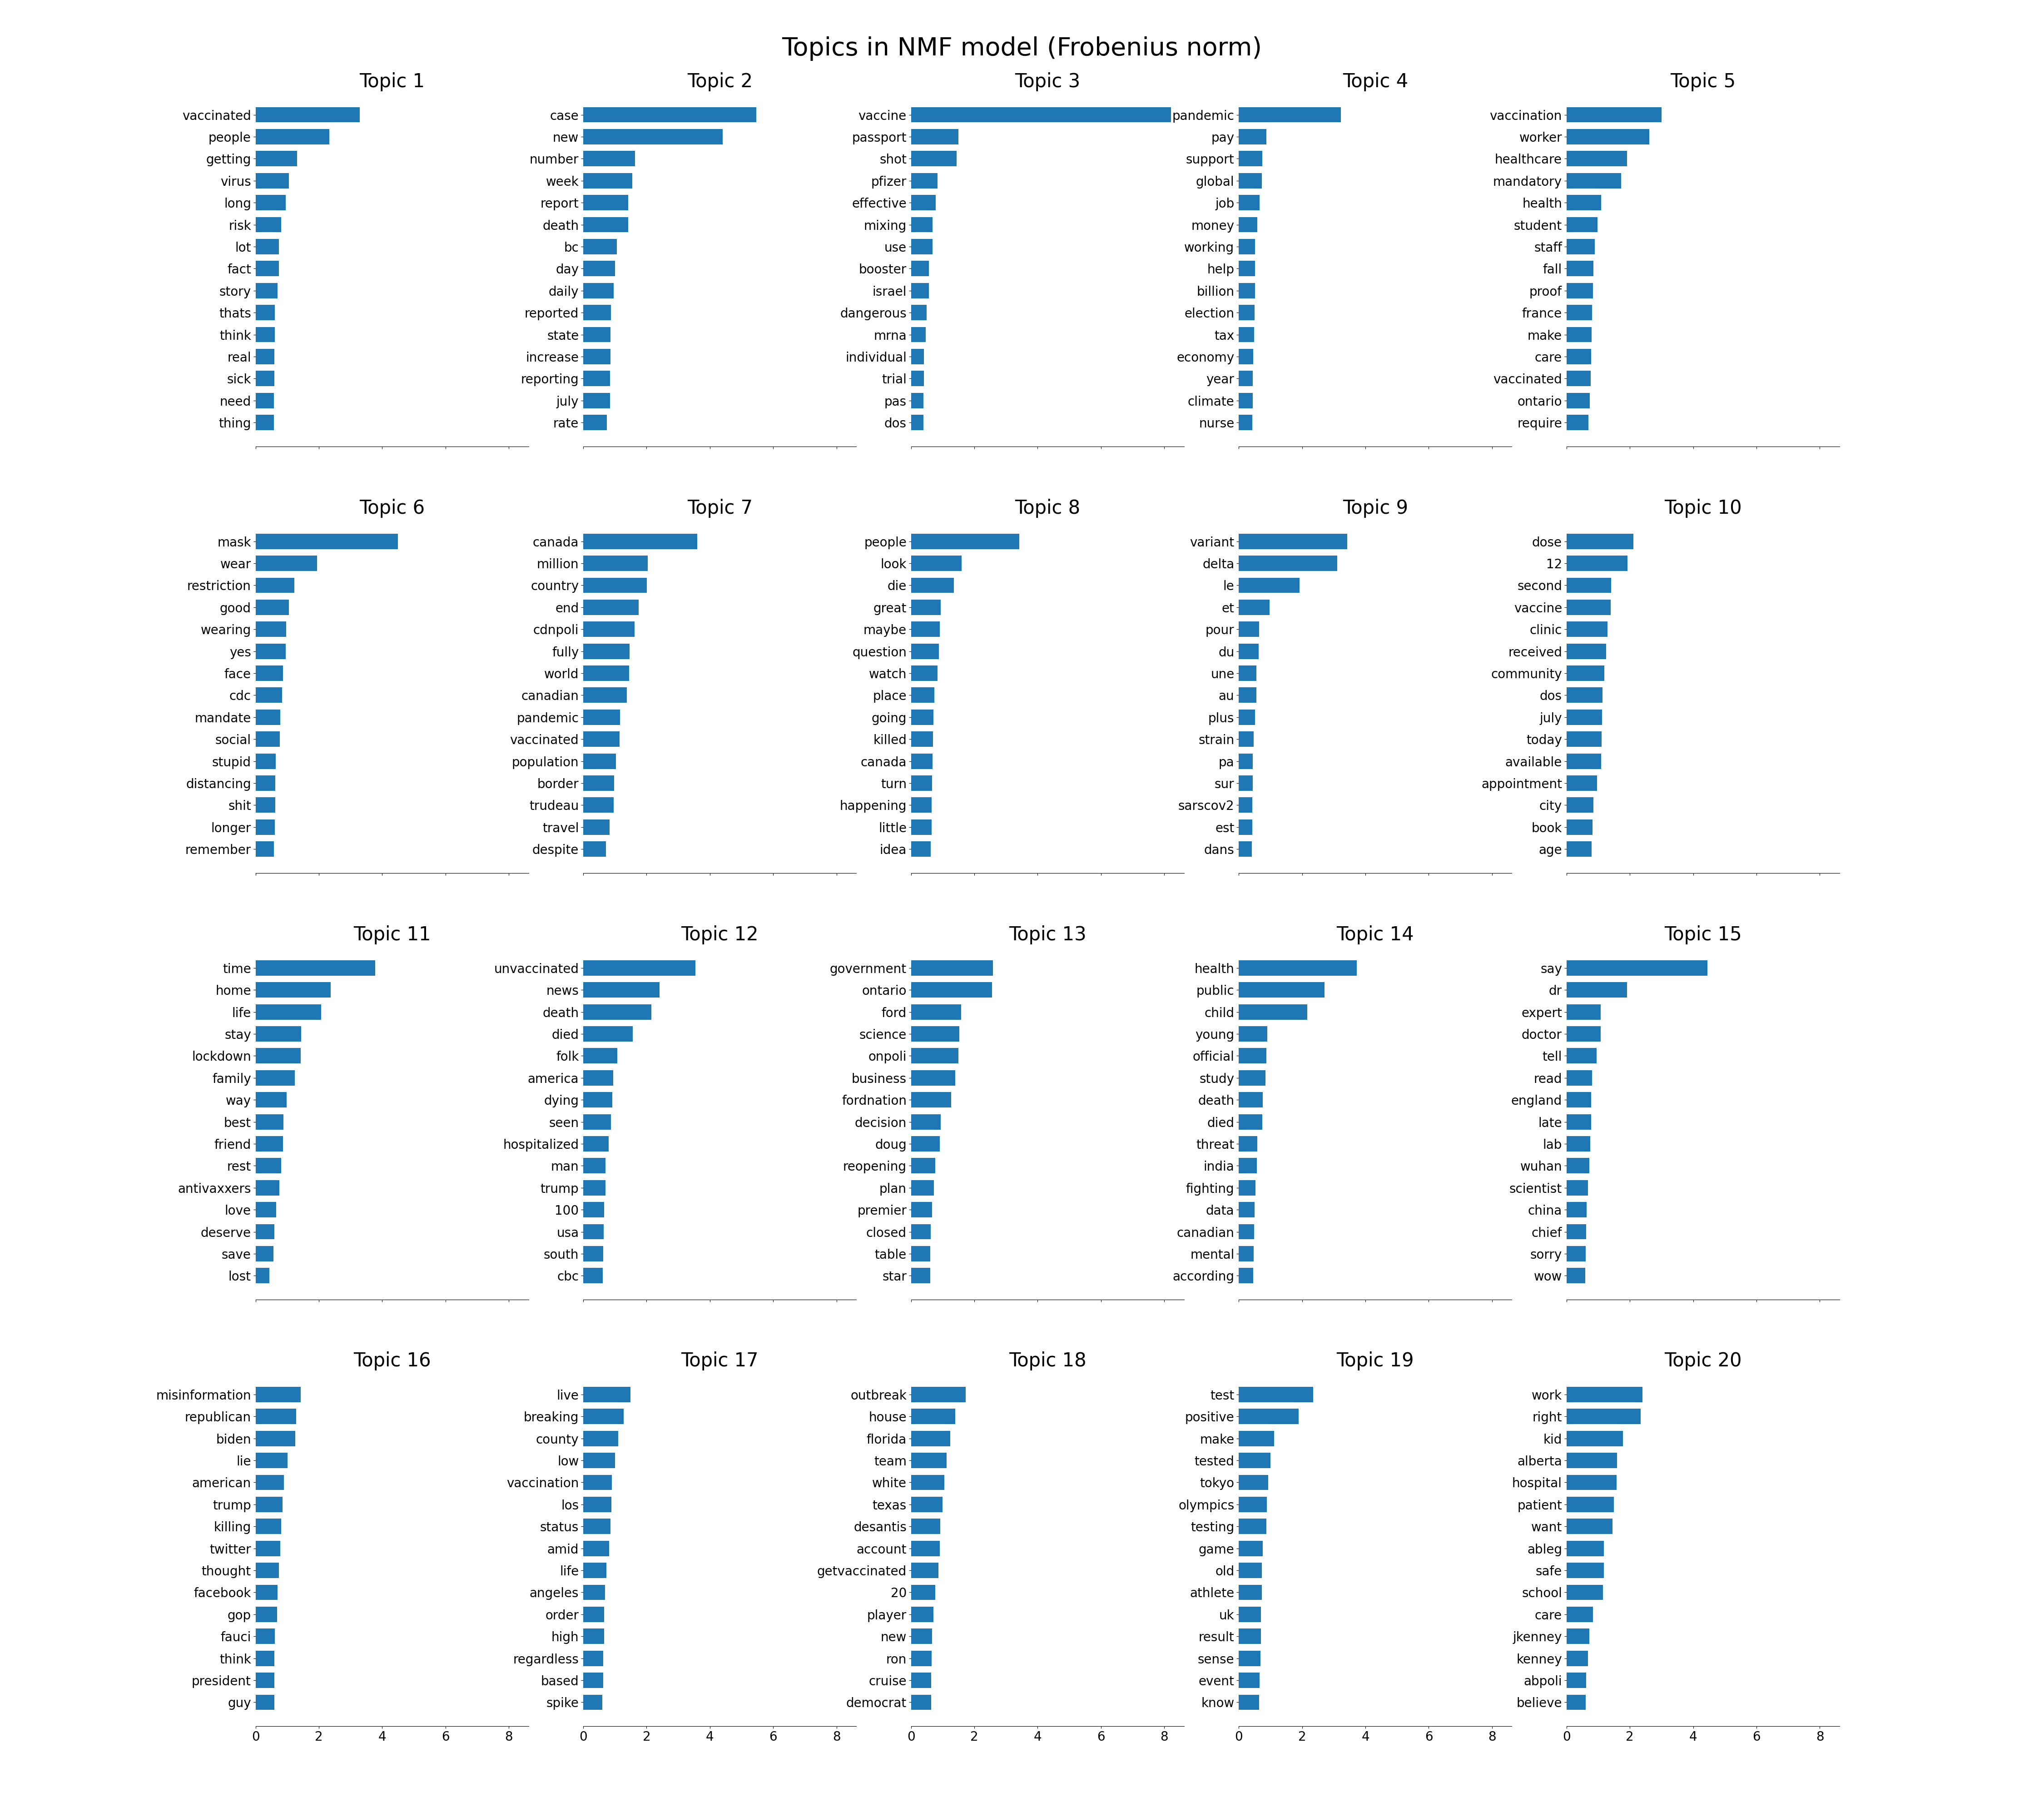 Topics in NMF model (Frobenius norm)
Topic 1
vaccinated
people
getting
virus
long
risk
lot
fact
story
thats
think
real
sick
need
thing
Topic 2
case
new
number
week
report
death
bc
day
daily
reported
state
increase
reporting
july
rate
Topic 3
vaccine
passport
shot
pfizer
effective
mixing
use
booster
israel
dangerous
mrna
individual
trial
pas
dos
Topic 4
pandemic
pay
support
global
job
money
working
help
billion
election
tax
economy
year
climate
nurse
Topic 5
vaccination
worker
healthcare
mandatory
health
student
staff
fall
proof
france
make
care
vaccinated
ontario
require
Topic 6
mask
wear
restriction
good
wearing
yes
face
cdc
mandate
social
stupid
distancing
shit
longer
remember
Topic 7
canada
million
country
end
cdnpoli
fully
world
canadian
pandemic
vaccinated
population
border
trudeau
travel
despite
Topic 8
people
look
die
great
maybe
question
watch
place
going
killed
canada
turn
happening
little
idea
Topic 9
variant
delta
le
et
pour
du
une
au
plus
strain
pa
sur
sarscov2
est
dans
Topic 10
dose
12
second
vaccine
clinic
received
community
dos
july
today
available
appointment
city
book
age
Topic 11
time
home
life
stay
lockdown
family
way
best
friend
rest
antivaxxers
love
deserve
save
lost
Topic 12
unvaccinated
news
death
died
folk
america
dying
seen
hospitalized
man
trump
100
usa
south
cbc
Topic 13
government
ontario
ford
science
onpoli
business
fordnation
decision
doug
reopening
plan
premier
closed
table
star
Topic 14
health
public
child
young
official
study
death
died
threat
india
fighting
data
canadian
mental
according
Topic 15
say
dr
expert
doctor
tell
read
england
late
lab
wuhan
scientist
china
chief
sorry
wow
Topic 16
misinformation
republican
biden
lie
american
trump
killing
twitter
thought
facebook
gop
fauci
think
president
guy
0 2 4 6 8
Topic 17
live
breaking
county
low
vaccination
los
status
amid
life
angeles
order
high
regardless
based
spike
0 2 4 6 8
Topic 18
outbreak
house
florida
team
white
texas
desantis
account
getvaccinated
20
player
new
ron
cruise
democrat
0 2 4 6 8
Topic 19
test
positive
make
tested
tokyo
olympics
testing
game
old
athlete
uk
result
sense
event
know
0 2 4 6 8
Topic 20
work
right
kid
alberta
hospital
patient
want
ableg
safe
school
care
jkenney
kenney
abpoli
believe
0 2 4 6 8